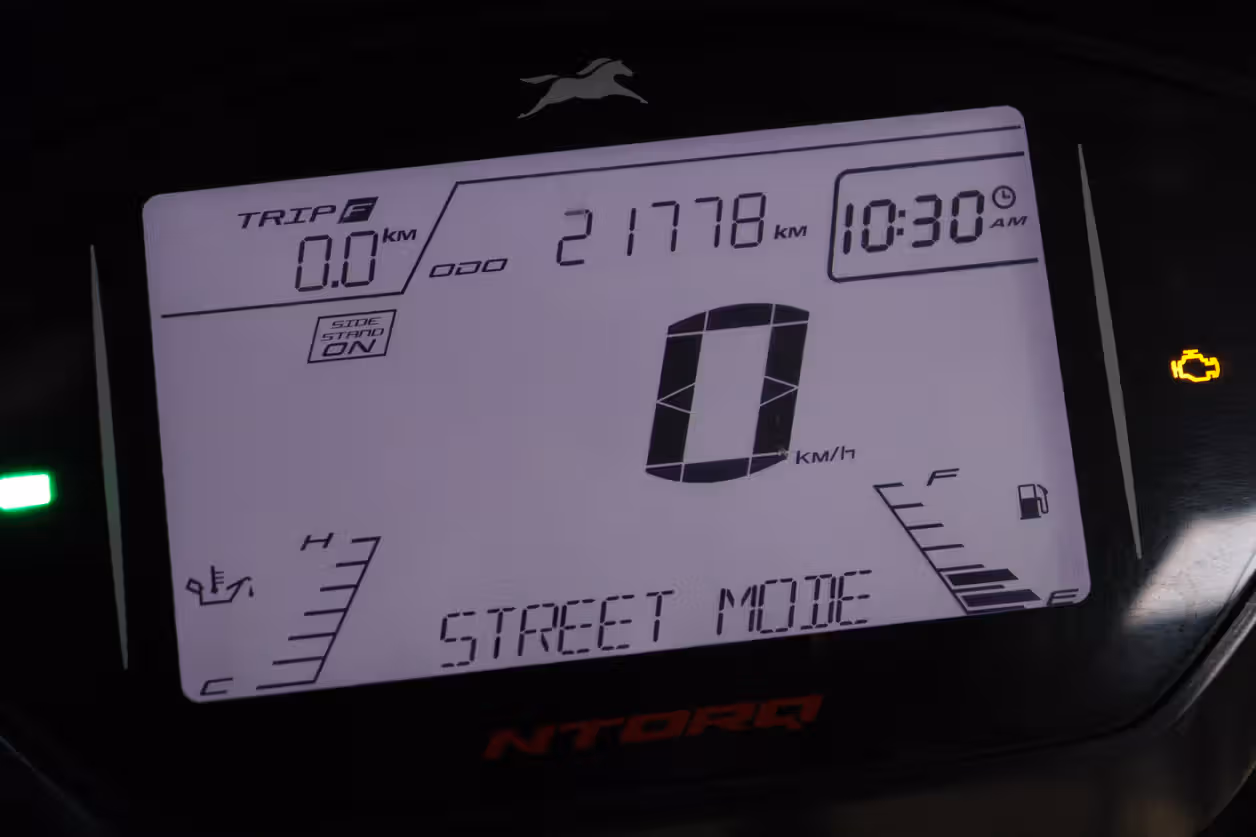 TRIP F
0.0 KM
ODO 21778 KM
10:30 AM
SIDE
STAND
ON
0 KM/h
H
C
F
E
STREET MODE
NTORQ